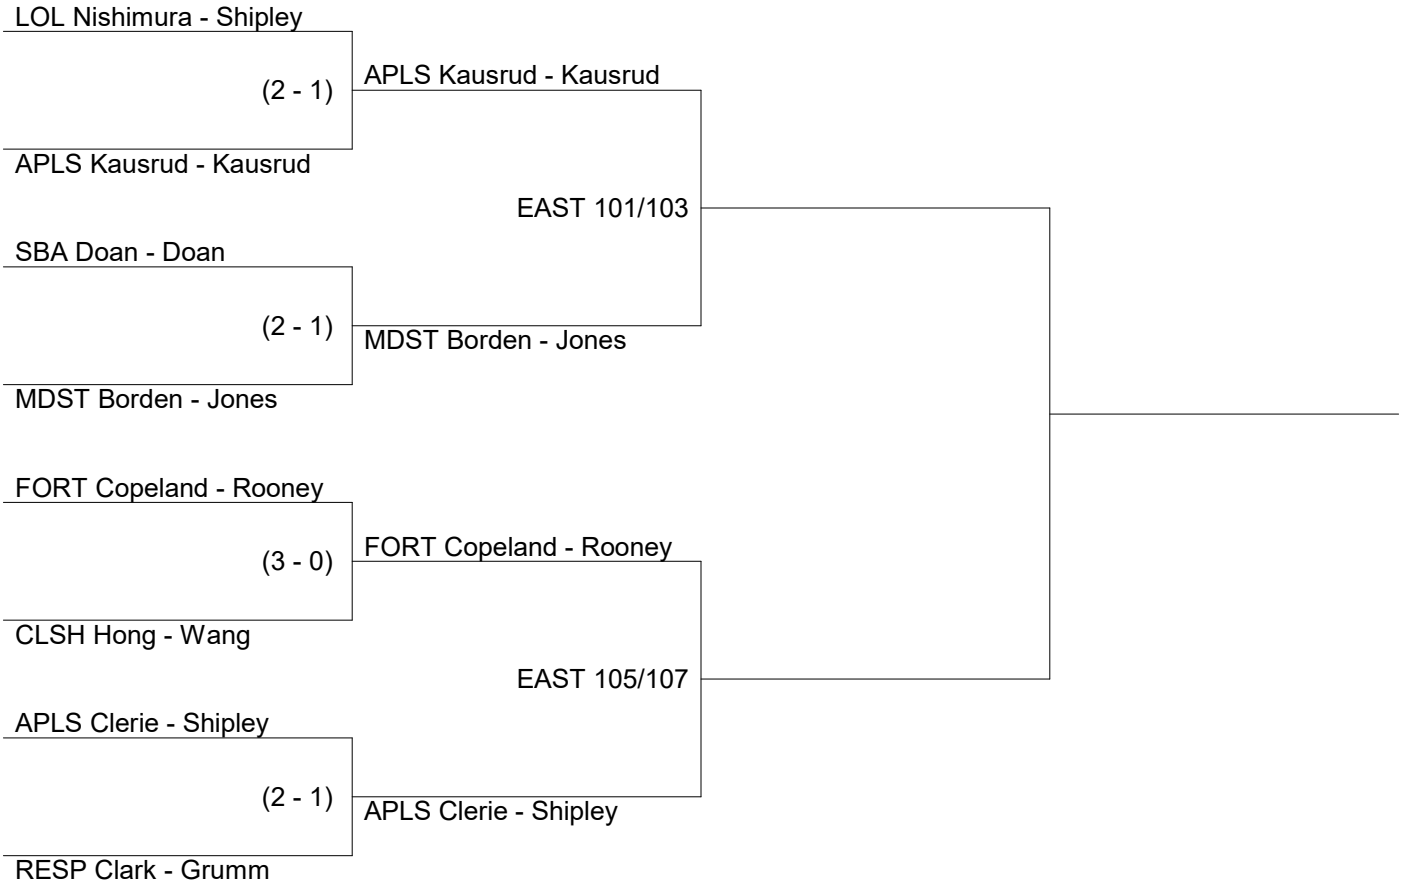 LOL Nishimura - Shipley
(2 - 1)
APLS Kausrud - Kausrud
APLS Kausrud - Kausrud
EAST 101/103
SBA Doan - Doan
(2 - 1)
MDST Borden - Jones
MDST Borden - Jones
FORT Copeland - Rooney
(3 - 0)
FORT Copeland - Rooney
CLSH Hong - Wang
EAST 105/107
APLS Clerie - Shipley
(2 - 1)
APLS Clerie - Shipley
RESP Clark - Grumm